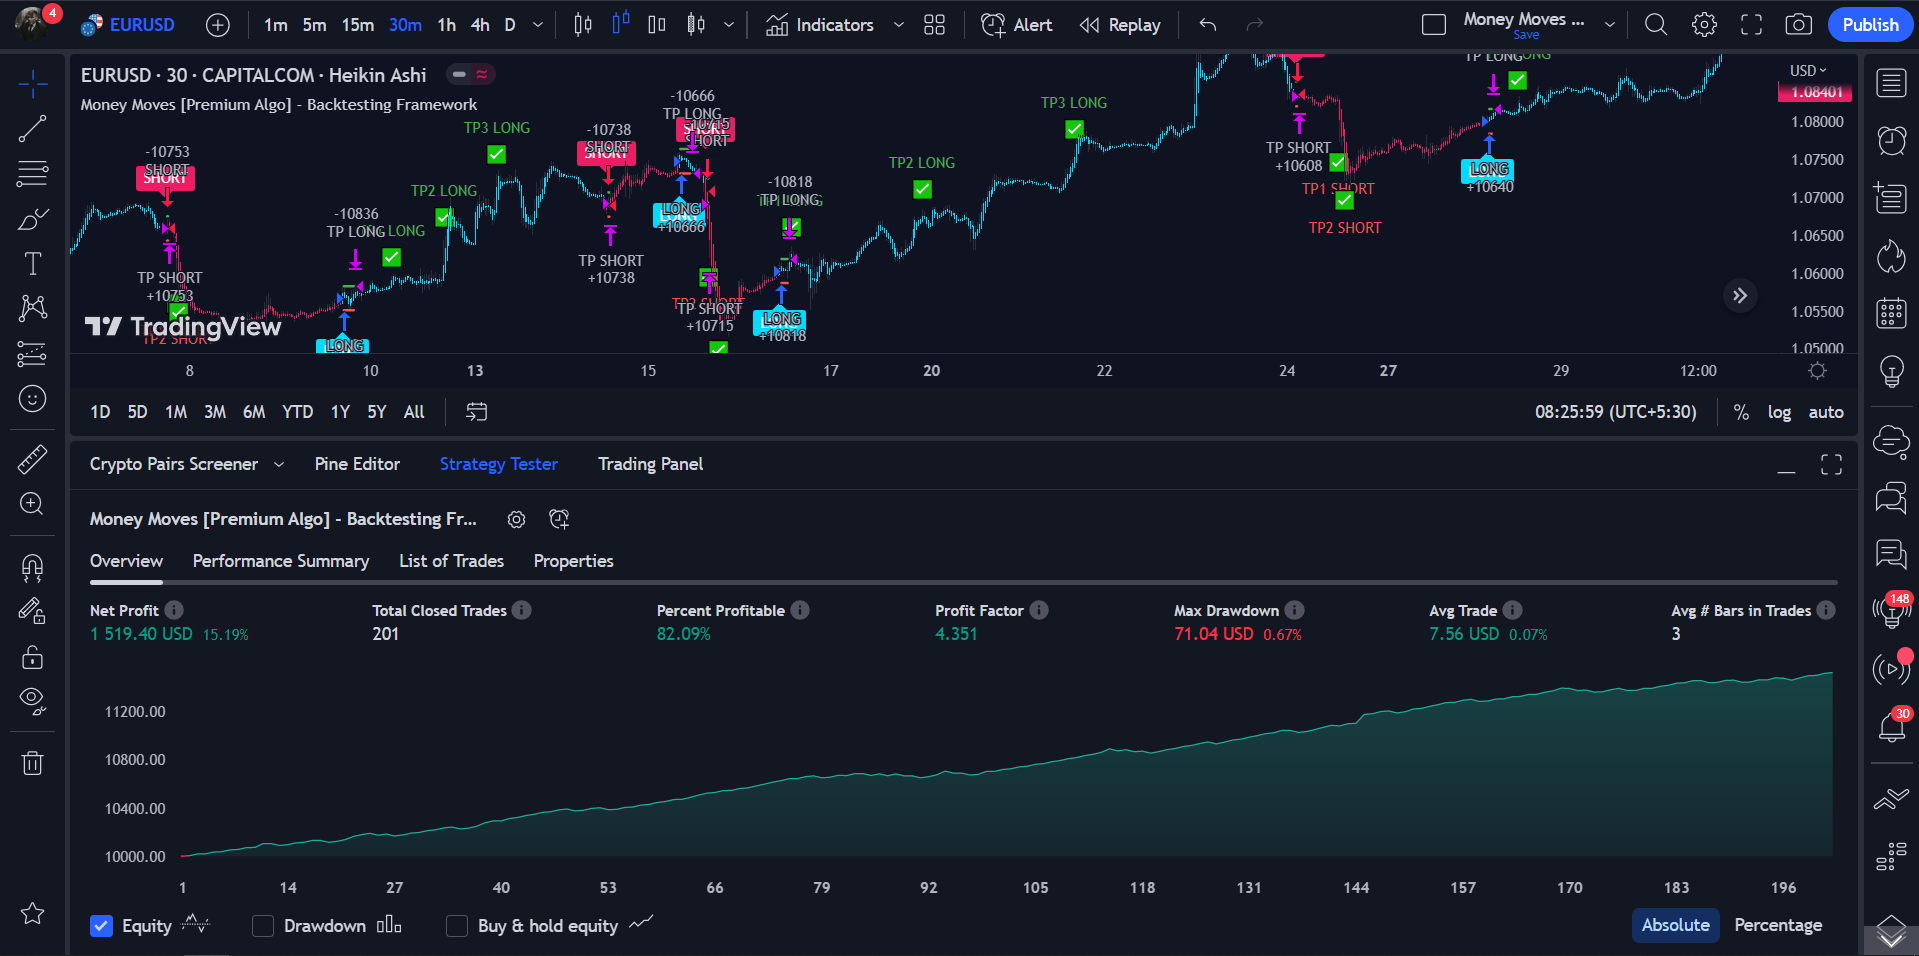 4 EURUSD 1m 5m 15m 30m 1h 4h D Indicators Alert Replay Money Moves ... Save Publish
EURUSD · 30 · CAPITALCOM · Heikin Ashi
Money Moves [Premium Algo] - Backtesting Framework
USD
1.08401
1.08000
1.07500
1.07000
1.06500
1.06000
1.05500
1.05000
-10753
SHORT
SHORT
TP SHORT
+10753
TP2 SHORT
-10836
TP LONG
LONG
LONG
TP2 LONG
TP3 LONG
-10738
SHORT
SHORT
TP SHORT
+10738
-10666
TP LONG
-10715
SHORT
SHORT
LONG
+10666
TP SHORT
+10715
-10818
TP LONG
LONG
+10818
TP2 LONG
TP3 LONG
TP SHORT
+10608
TP1 SHORT
TP2 SHORT
TP LONG
LONG
LONG
+10640
TradingView
8 10 13 15 17 20 22 24 27 29 12:00
1D 5D 1M 3M 6M YTD 1Y 5Y All 08:25:59 (UTC+5:30) % log auto
Crypto Pairs Screener Pine Editor Strategy Tester Trading Panel
Money Moves [Premium Algo] - Backtesting Fr...
Overview Performance Summary List of Trades Properties
Net Profit Total Closed Trades Percent Profitable Profit Factor Max Drawdown Avg Trade Avg # Bars in Trades
1 519.40 USD 15.19% 201 82.09% 4.351 71.04 USD 0.67% 7.56 USD 0.07% 3
11200.00
10800.00
10400.00
10000.00
1 14 27 40 53 66 79 92 105 118 131 144 157 170 183 196
Equity Drawdown Buy & hold equity Absolute Percentage
148
30